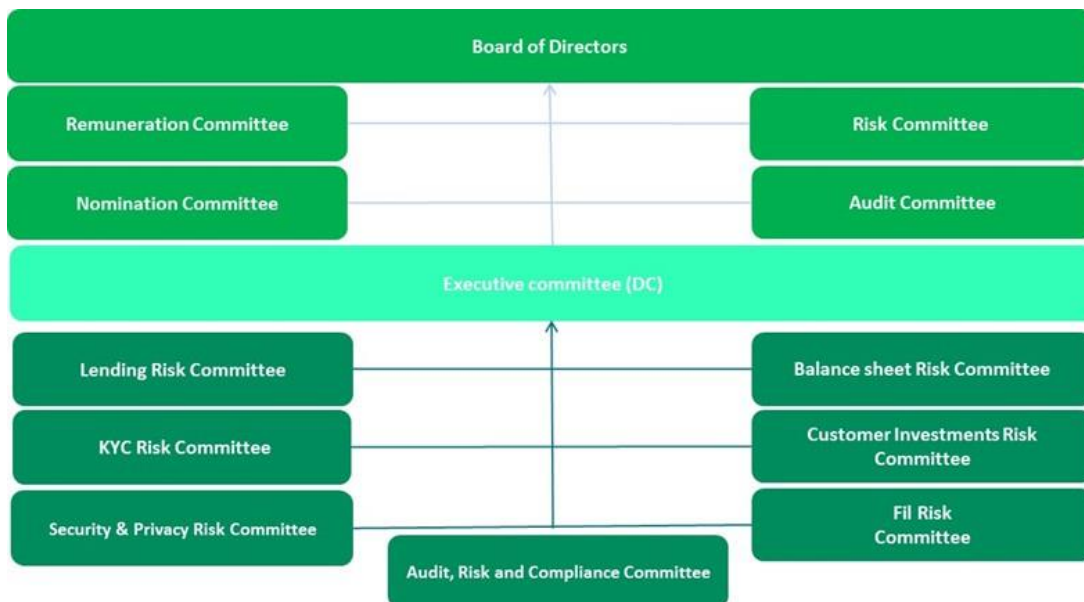 Board of Directors
Remuneration Committee
Risk Committee
Nomination Committee
Audit Committee
Executive committee (DC)
Lending Risk Committee
Balance sheet Risk Committee
KYC Risk Committee
Customer Investments Risk
Committee
Security & Privacy Risk Committee
Fil Risk
Committee
Audit, Risk and Compliance Committee